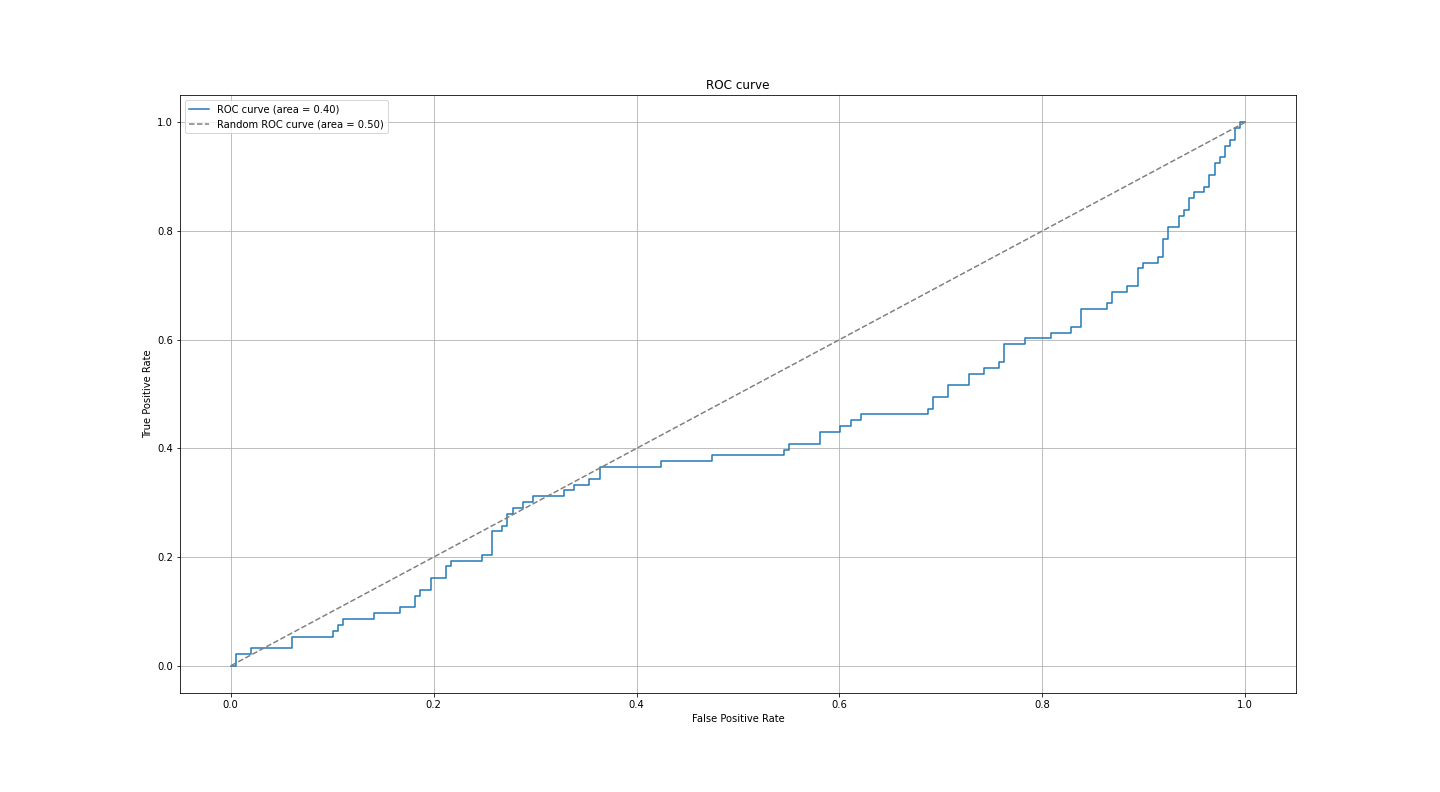 ROC curve
ROC curve (area = 0.40)
Random ROC curve (area = 0.50)
1.0
0.8
0.6
0.4
0.2
0.0
True Positive Rate
0.0 0.2 0.4 0.6 0.8 1.0
False Positive Rate